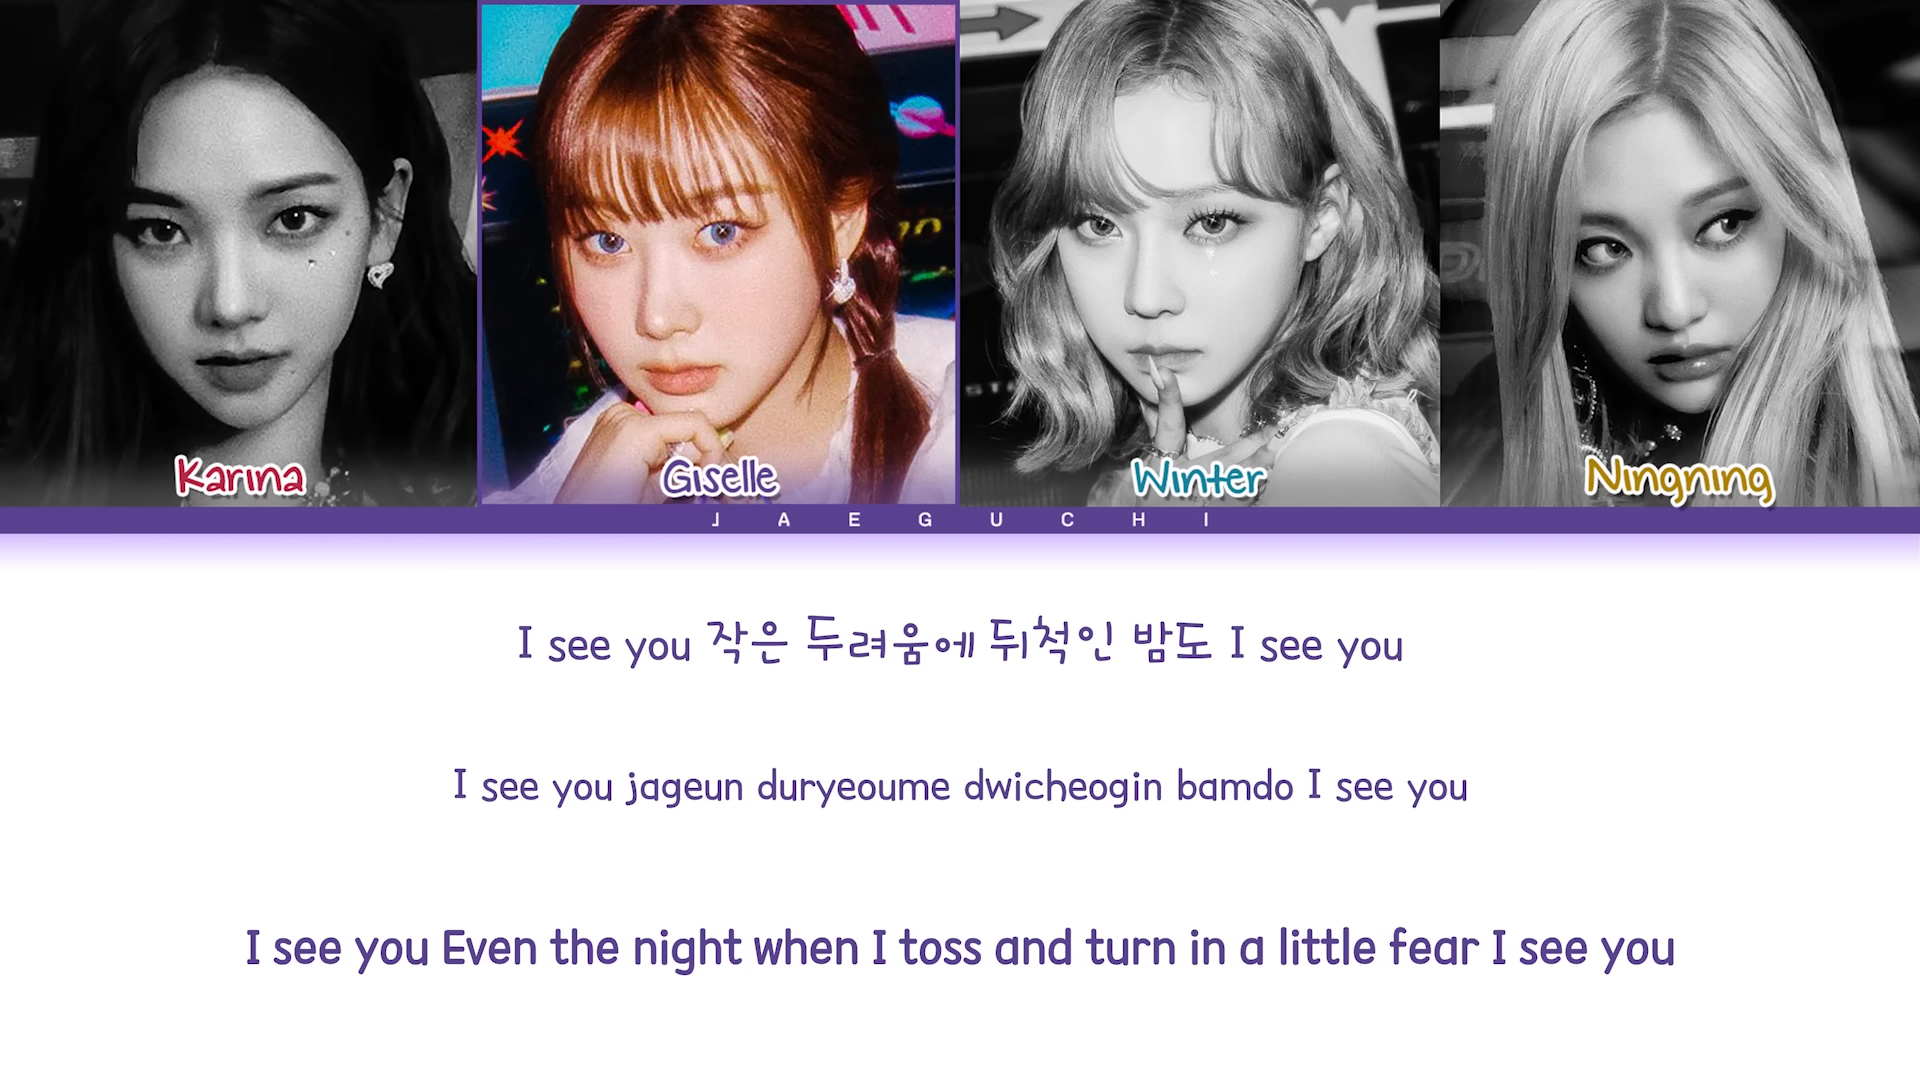 Karina
Giselle
Winter
Ningning
JAEGUCHI
I see you 작은 두려움에 뒤척인 밤도 I see you
I see you jageun duryeoume dwicheogin bamdo I see you
I see you Even the night when I toss and turn in a little fear I see you